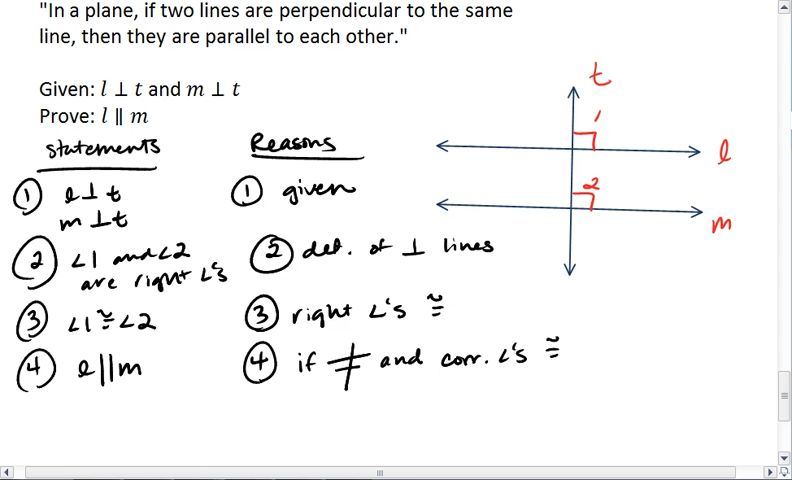 "In a plane, if two lines are perpendicular to the same
line, then they are parallel to each other."
Given: l ⊥ t and m ⊥ t
Prove: l ∥ m
Statements
Reasons
① l ⊥ t
m ⊥ t
① given
② ∠1 and ∠2
are right ∠'s
② def. of ⊥ lines
③ ∠1 ≅ ∠2
③ right ∠'s ≅
④ l || m
④ if ⧧ and corr. ∠'s ≅
t
1
l
2
m